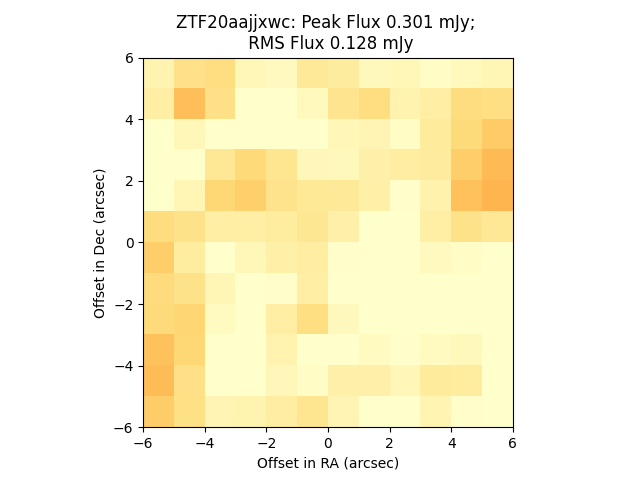 ZTF20aajjxwc: Peak Flux 0.301 mJy;
RMS Flux 0.128 mJy
6
4
2
0
−2
−4
−6
Offset in Dec (arcsec)
−6 −4 −2 0 2 4 6
Offset in RA (arcsec)